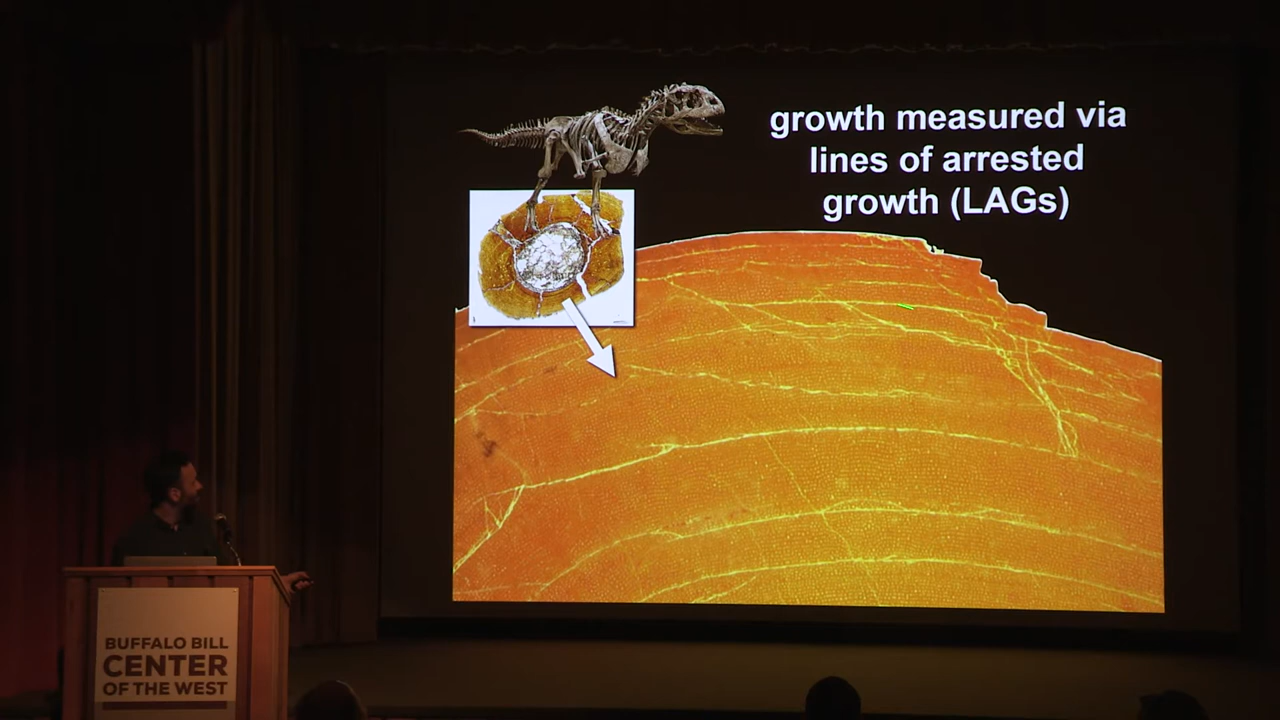 growth measured via
lines of arrested
growth (LAGs)
BUFFALO BILL
CENTER
OF THE WEST